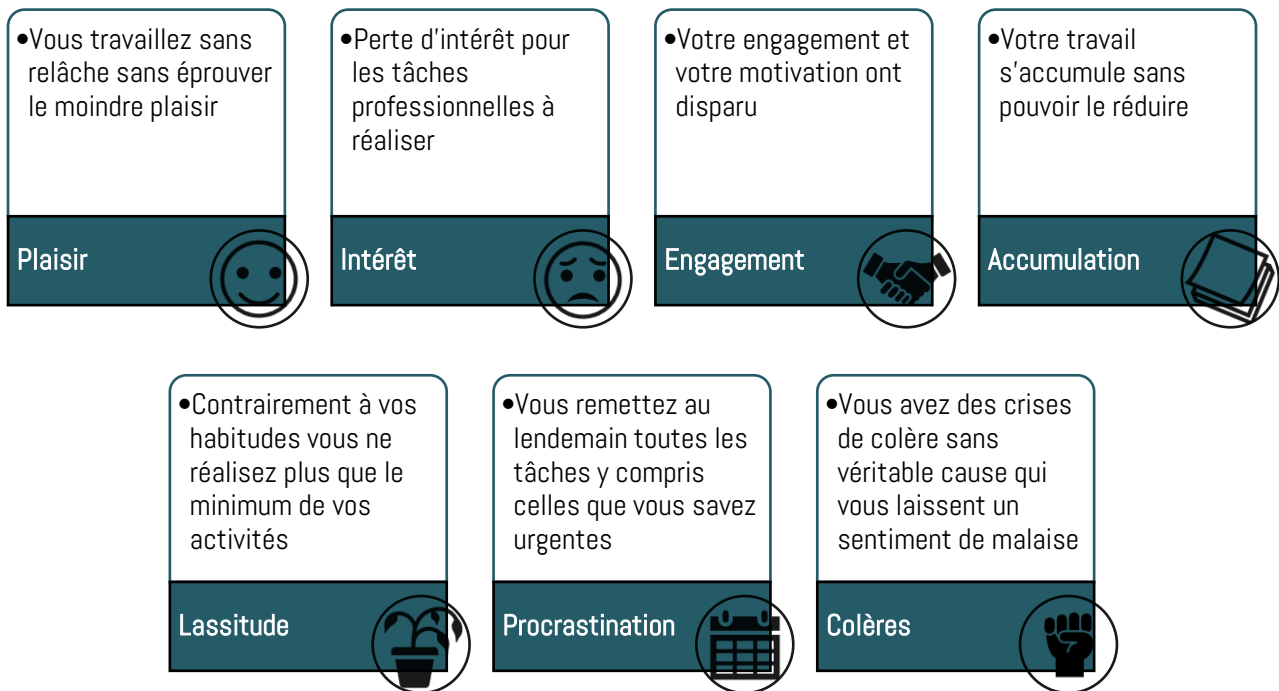 •Vous travaillez sans
relâche sans éprouver
le moindre plaisir
Plaisir
•Perte d'intérêt pour
les tâches
professionnelles à
réaliser
Intérêt
•Votre engagement et
votre motivation ont
disparu
Engagement
•Votre travail
s'accumule sans
pouvoir le réduire
Accumulation
•Contrairement à vos
habitudes vous ne
réalisez plus que le
minimum de vos
activités
Lassitude
•Vous remettez au
lendemain toutes les
tâches y compris
celles que vous savez
urgentes
Procrastination
•Vous avez des crises
de colère sans
véritable cause qui
vous laissent un
sentiment de malaise
Colères